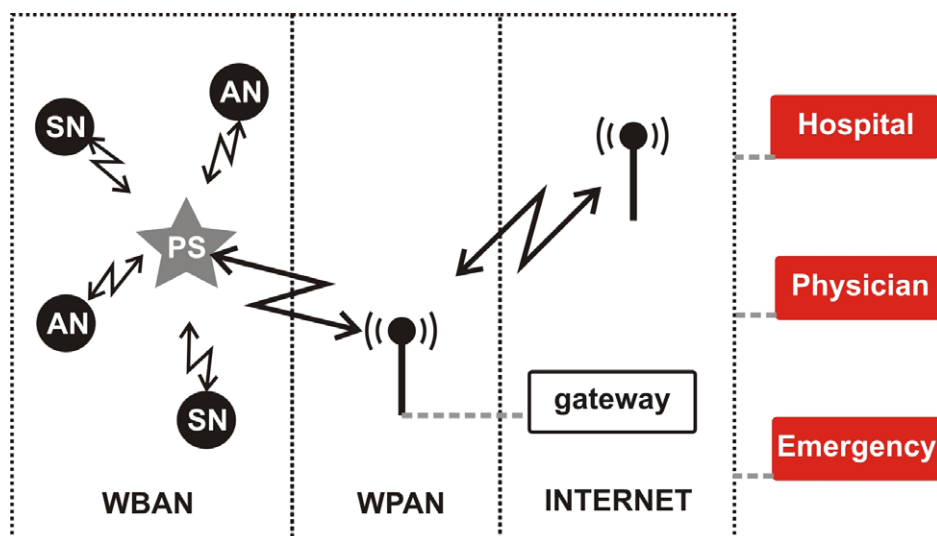 AN
SN
Hospital
PS
Physician
AN
gateway
SN
Emergency
WBAN
WPAN
INTERNET